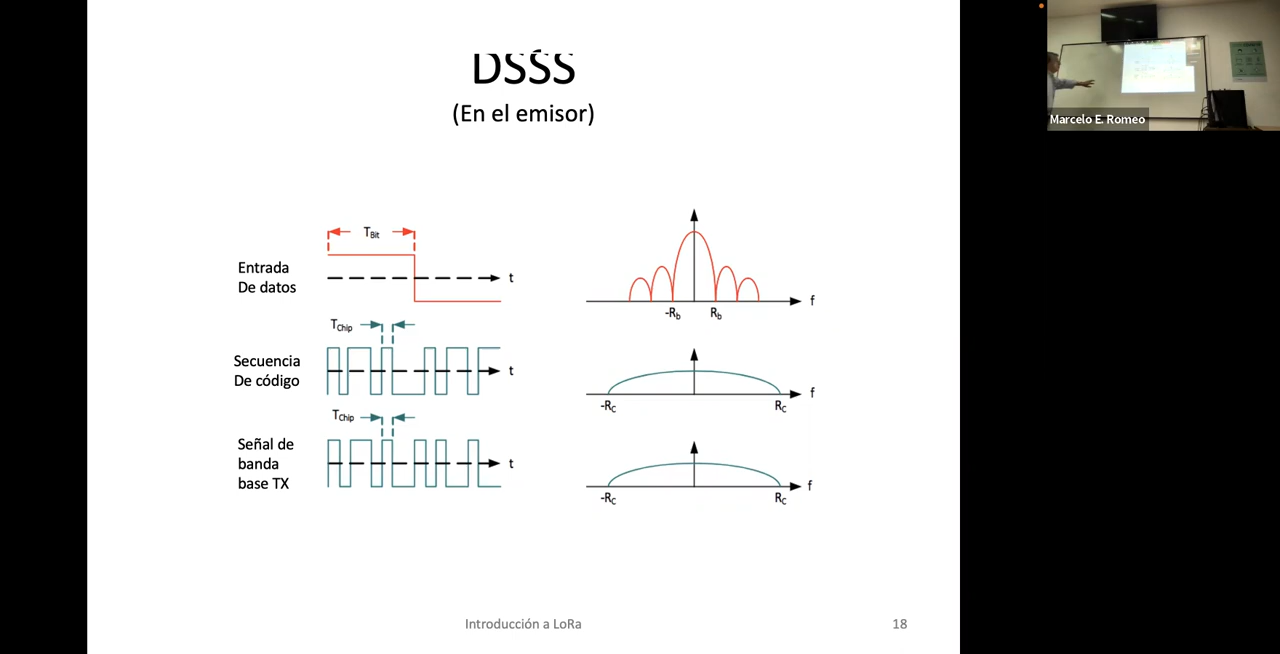 DSSS
(En el emisor)
Entrada
De datos
T Bit
t
-Rb
Rb
f
Secuencia
De código
TChip
t
-RC
RC
f
Señal de
banda
base TX
TChip
t
-RC
RC
f
Introducción a LoRa
18
Marcelo E. Romeo